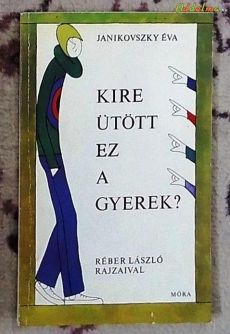 JANIKOVSZKY ÉVA
KIRE
ÜTÖTT
EZ
A
GYEREK?
RÉBER LÁSZLÓ
RAJZAIVAL
MÓRA